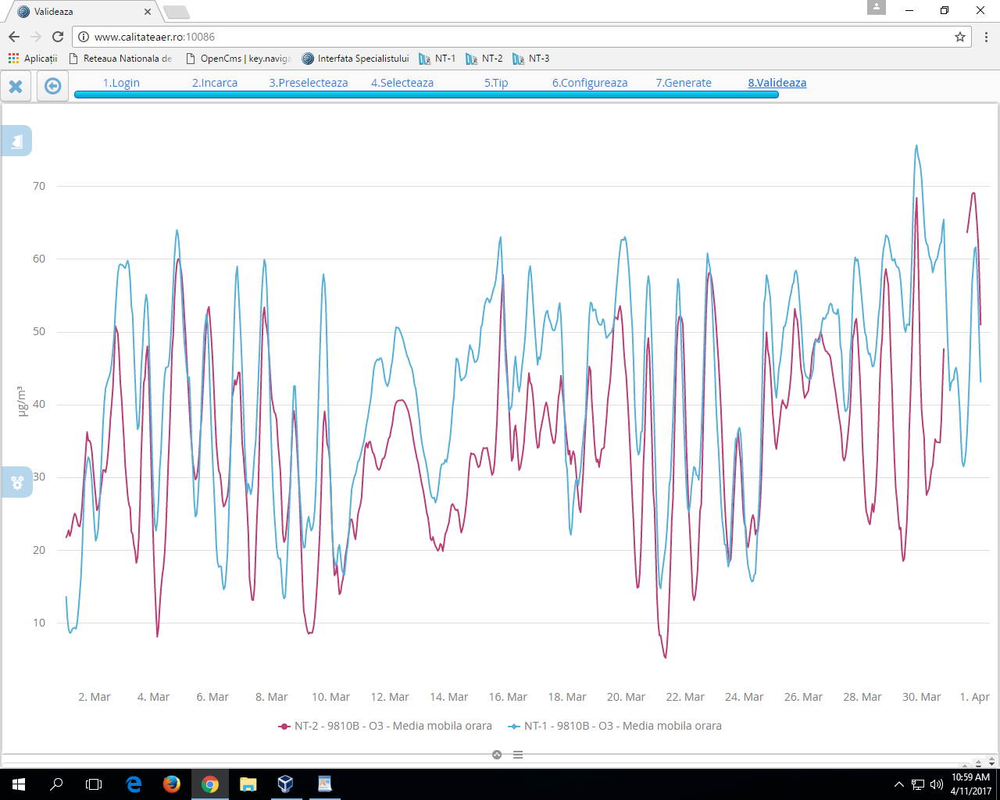 Valideaza
www.calitateaer.ro:10086
Aplicații Reteaua Nationala de OpenCms | key.naviga Interfata Specialistului NT-1 NT-2 NT-3
1.Login 2.Incarca 3.Preselecteaza 4.Selecteaza 5.Tip 6.Configureaza 7.Generate 8.Valideaza
70
60
50
40
30
20
10
µg/m³
2. Mar 4. Mar 6. Mar 8. Mar 10. Mar 12. Mar 14. Mar 16. Mar 18. Mar 20. Mar 22. Mar 24. Mar 26. Mar 28. Mar 30. Mar 1. Apr
NT-2 - 9810B - O3 - Media mobila orara NT-1 - 9810B - O3 - Media mobila orara
10:59 AM
4/11/2017